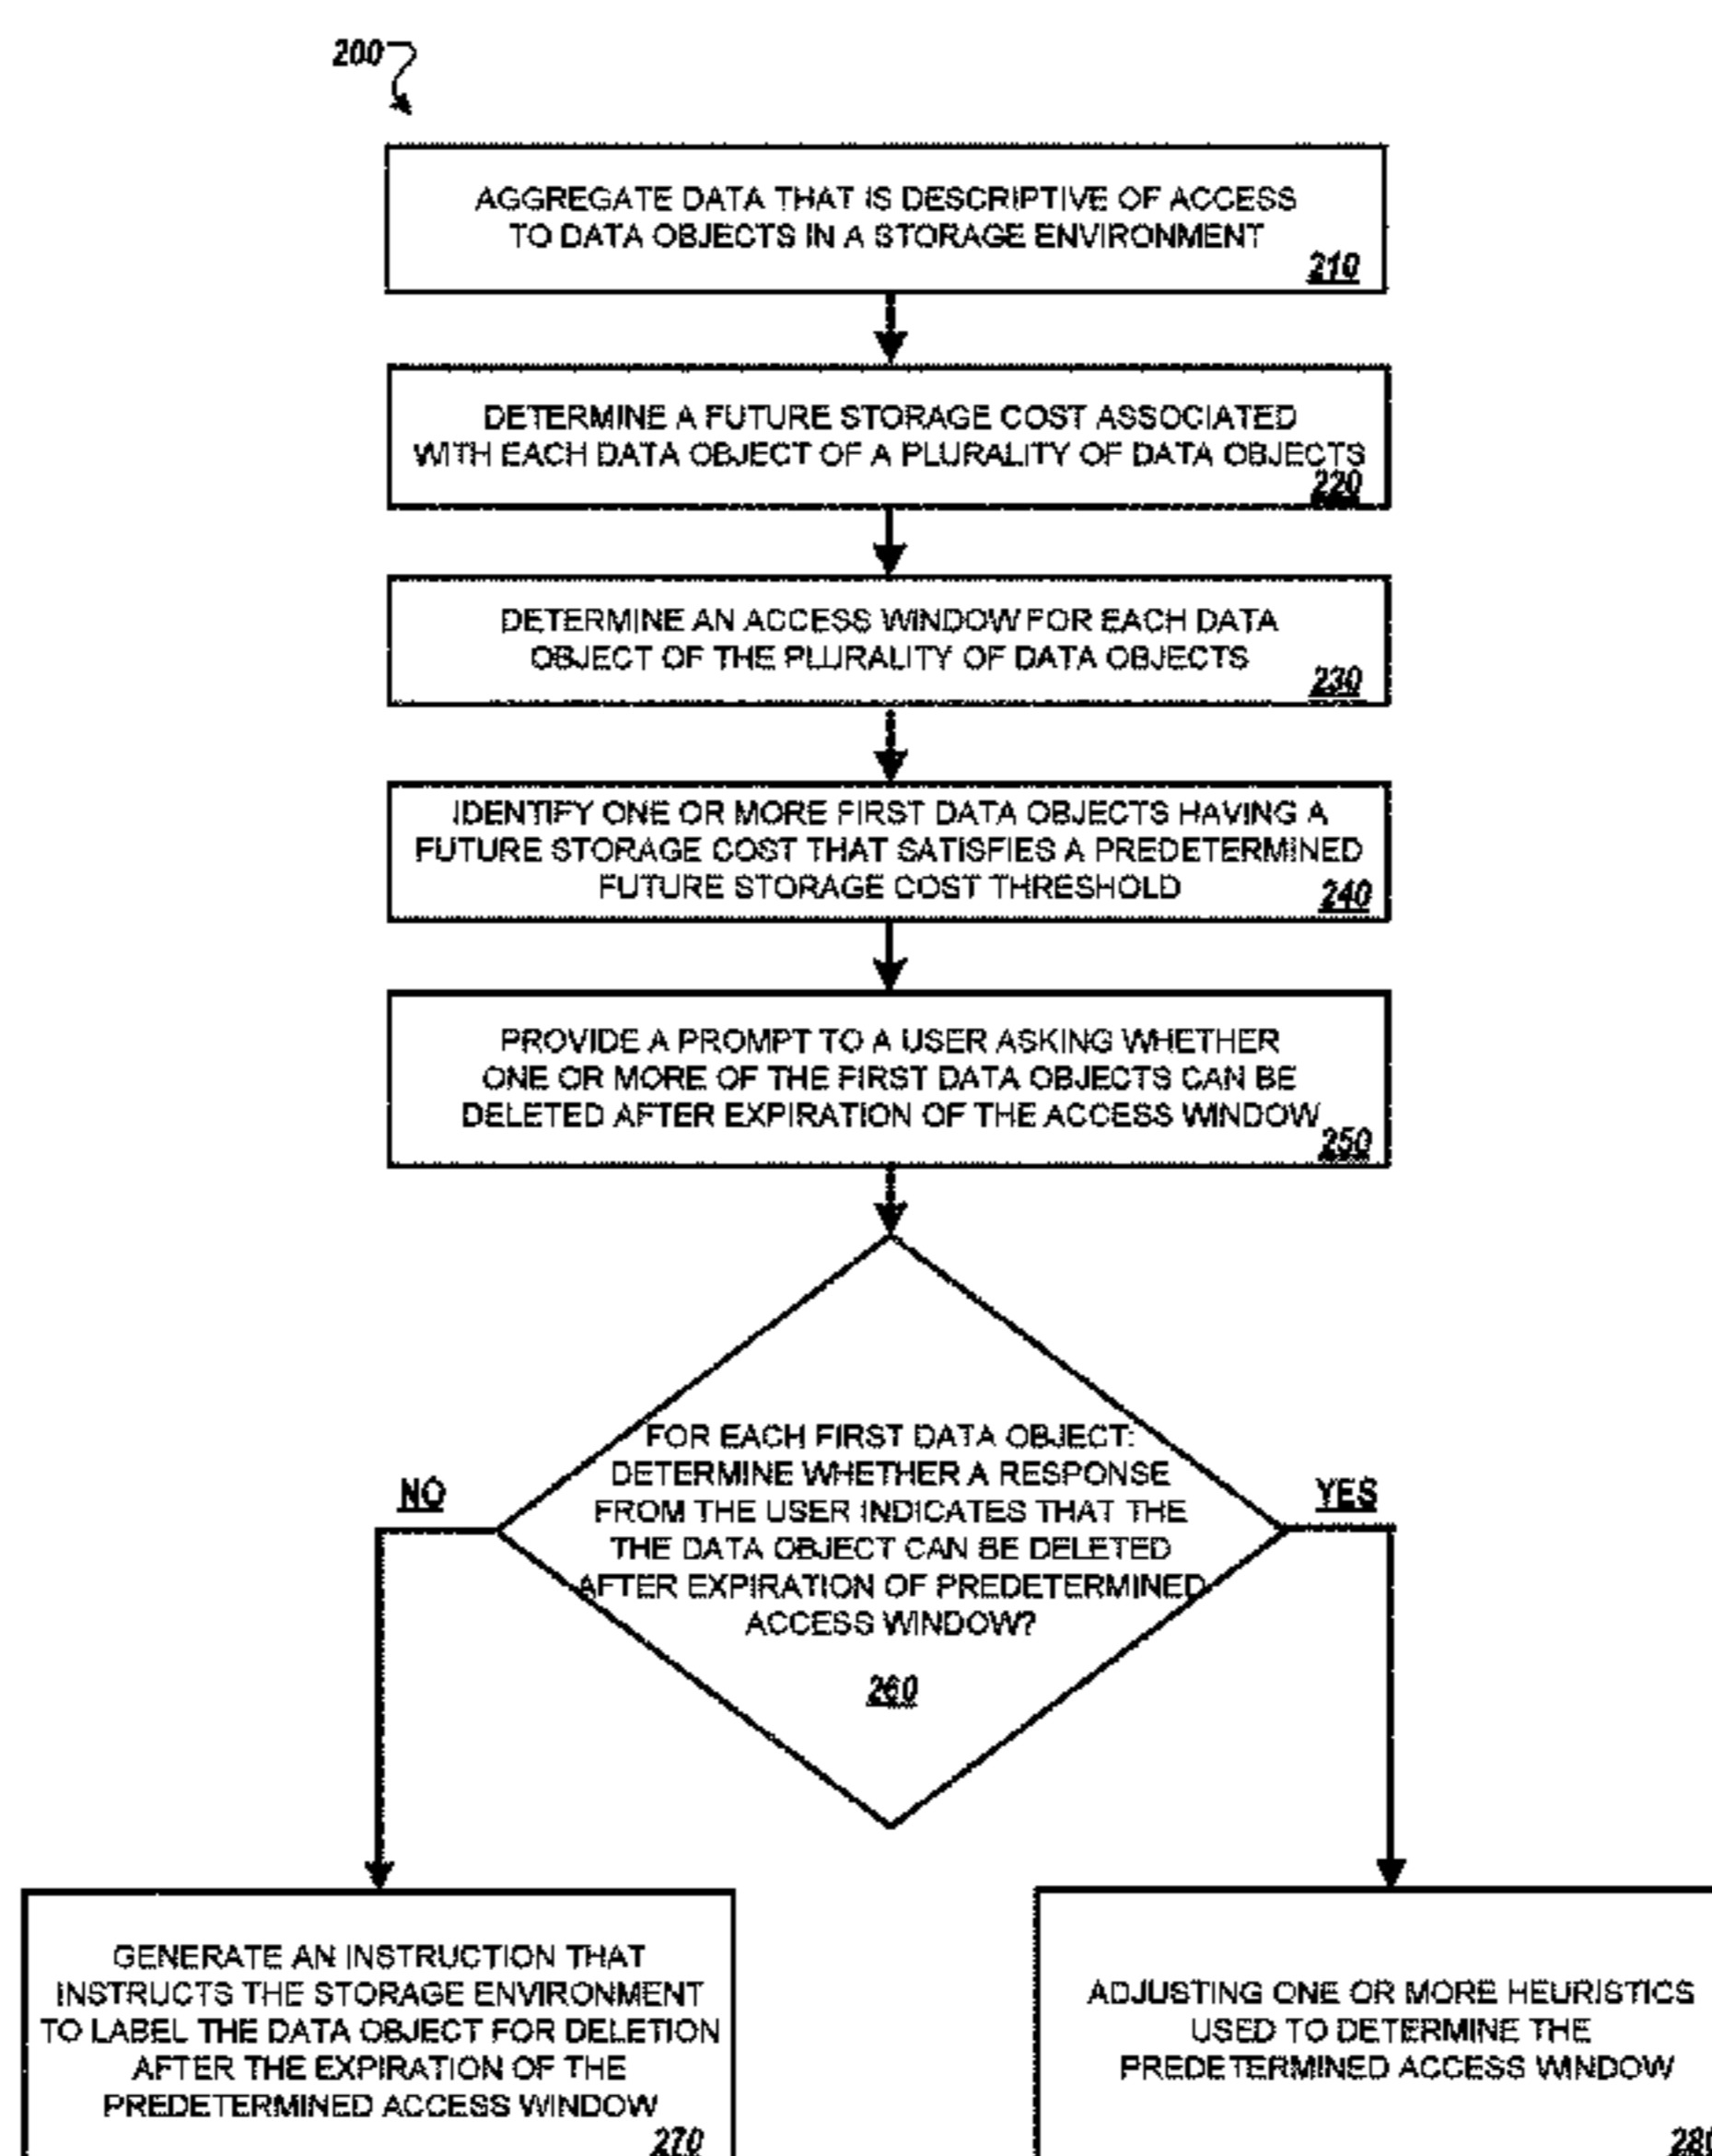 200
AGGREGATE DATA THAT IS DESCRIPTIVE OF ACCESS
TO DATA OBJECTS IN A STORAGE ENVIRONMENT
210
DETERMINE A FUTURE STORAGE COST ASSOCIATED
WITH EACH DATA OBJECT OF A PLURALITY OF DATA OBJECTS
220
DETERMINE AN ACCESS WINDOW FOR EACH DATA
OBJECT OF THE PLURALITY OF DATA OBJECTS
230
IDENTIFY ONE OR MORE FIRST DATA OBJECTS HAVING A
FUTURE STORAGE COST THAT SATISFIES A PREDETERMINED
FUTURE STORAGE COST THRESHOLD
240
PROVIDE A PROMPT TO A USER ASKING WHETHER
ONE OR MORE OF THE FIRST DATA OBJECTS CAN BE
DELETED AFTER EXPIRATION OF THE ACCESS WINDOW
250
FOR EACH FIRST DATA OBJECT:
DETERMINE WHETHER A RESPONSE
FROM THE USER INDICATES THAT THE
THE DATA OBJECT CAN BE DELETED
AFTER EXPIRATION OF PREDETERMINED
ACCESS WINDOW?
260
NO
YES
GENERATE AN INSTRUCTION THAT
INSTRUCTS THE STORAGE ENVIRONMENT
TO LABEL THE DATA OBJECT FOR DELETION
AFTER THE EXPIRATION OF THE
PREDETERMINED ACCESS WINDOW
270
ADJUSTING ONE OR MORE HEURISTICS
USED TO DETERMINE THE
PREDETERMINED ACCESS WINDOW
280